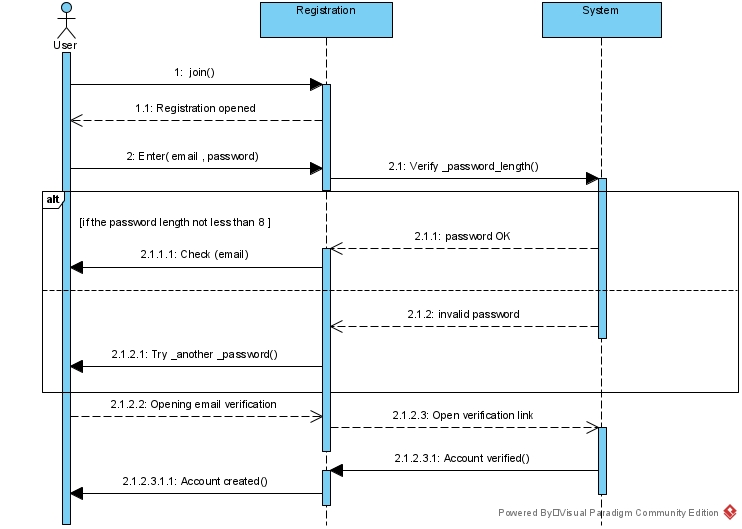 Registration
System
User
1: join()
1.1: Registration opened
2: Enter( email , password)
2.1: Verify _password_length()
alt
[if the password length not less than 8 ]
2.1.1: password OK
2.1.1.1: Check (email)
2.1.2: invalid password
2.1.2.1: Try _another _password()
2.1.2.2: Opening email verification
2.1.2.3: Open verification link
2.1.2.3.1: Account verified()
2.1.2.3.1.1: Account created()
Powered By Visual Paradigm Community Edition